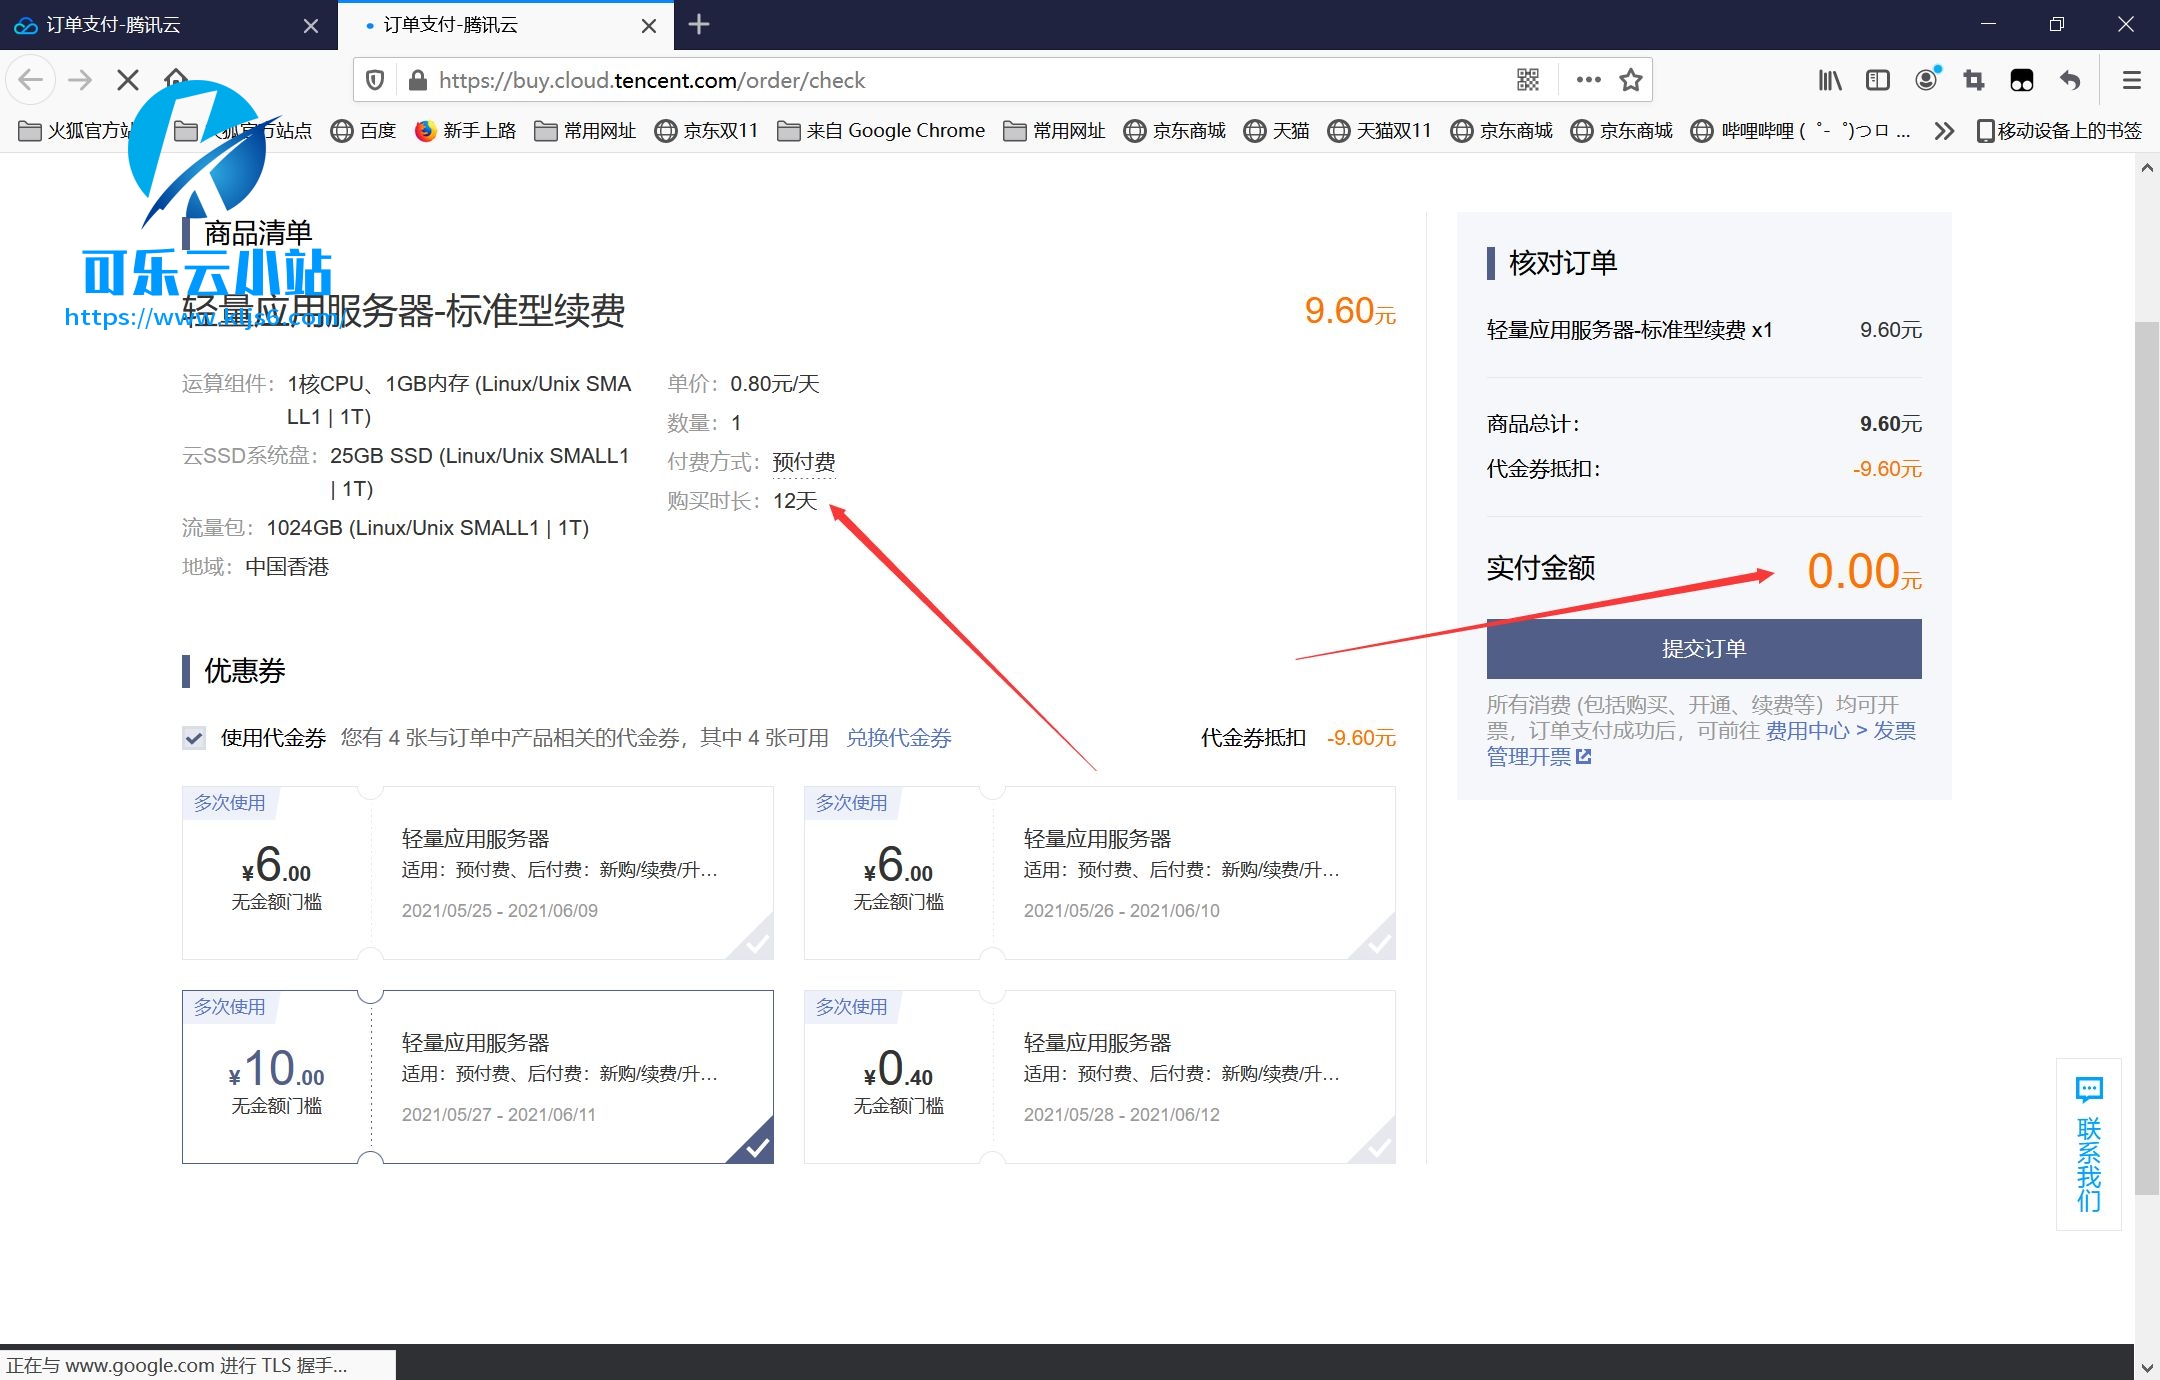 订单支付-腾讯云
订单支付-腾讯云
https://buy.cloud.tencent.com/order/check
火狐官方站
火狐官方站点
百度
新手上路
常用网址
京东双11
来自 Google Chrome
常用网址
京东商城
天猫
天猫双11
京东商城
京东商城
哔哩哔哩 ( ゜- ゜)つロ ...
移动设备上的书签
商品清单
可乐云小站
https://www.kljs6.com/
轻量应用服务器-标准型续费
9.60元
运算组件: 1核CPU、1GB内存 (Linux/Unix SMA
LL1 | 1T)
云SSD系统盘: 25GB SSD (Linux/Unix SMALL1
| 1T)
流量包: 1024GB (Linux/Unix SMALL1 | 1T)
地域: 中国香港
单价: 0.80元/天
数量: 1
付费方式: 预付费
购买时长: 12天
优惠券
使用代金券 您有 4 张与订单中产品相关的代金券，其中 4 张可用 兑换代金券
代金券抵扣 -9.60元
多次使用
¥6.00
无金额门槛
轻量应用服务器
适用：预付费、后付费：新购/续费/升...
2021/05/25 - 2021/06/09
多次使用
¥6.00
无金额门槛
轻量应用服务器
适用：预付费、后付费：新购/续费/升...
2021/05/26 - 2021/06/10
多次使用
¥10.00
无金额门槛
轻量应用服务器
适用：预付费、后付费：新购/续费/升...
2021/05/27 - 2021/06/11
多次使用
¥0.40
无金额门槛
轻量应用服务器
适用：预付费、后付费：新购/续费/升...
2021/05/28 - 2021/06/12
核对订单
轻量应用服务器-标准型续费 x1 9.60元
商品总计: 9.60元
代金券抵扣: -9.60元
实付金额 0.00元
提交订单
所有消费 (包括购买、开通、续费等）均可开
票，订单支付成功后，可前往 费用中心 > 发票
管理开票
联系我们
正在与 www.google.com 进行 TLS 握手...